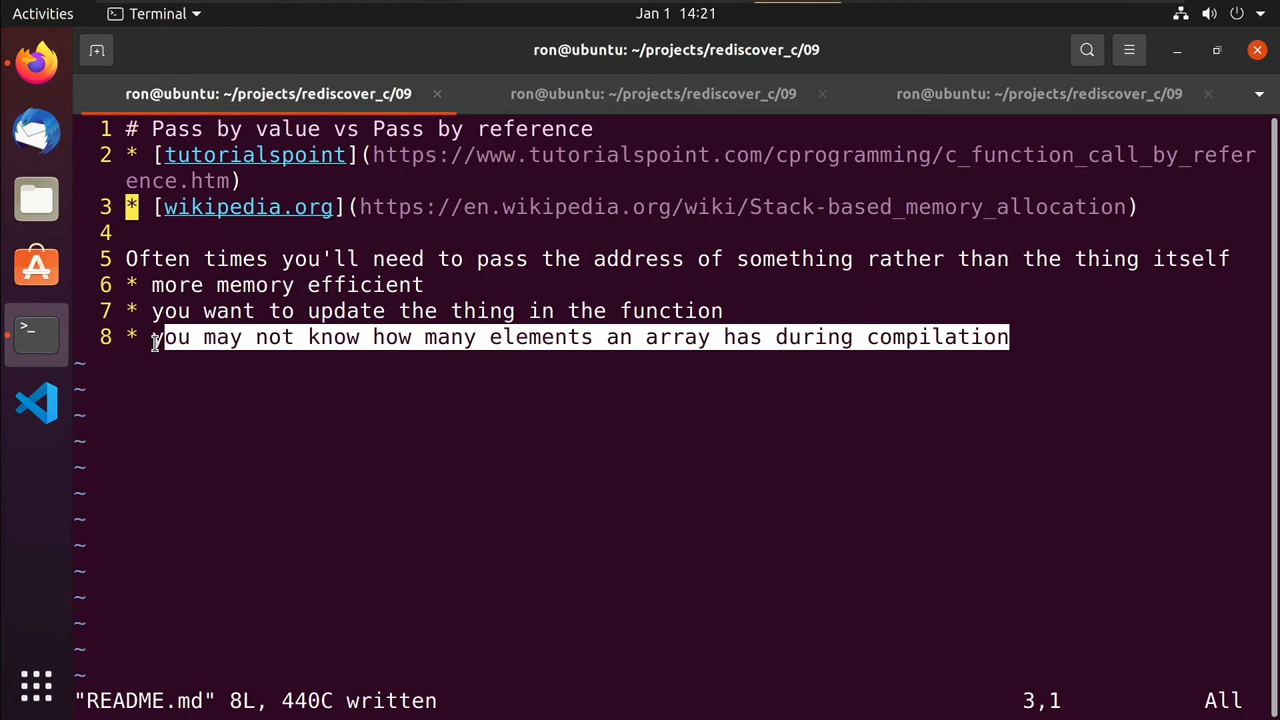 Activities Terminal Jan 1 14:21
ron@ubuntu: ~/projects/rediscover_c/09
ron@ubuntu: ~/projects/rediscover_c/09 × ron@ubuntu: ~/projects/rediscover_c/09 × ron@ubuntu: ~/projects/rediscover_c/09 ×
1 # Pass by value vs Pass by reference
2 * [tutorialspoint](https://www.tutorialspoint.com/cprogramming/c_function_call_by_refer
ence.htm)
3 * [wikipedia.org](https://en.wikipedia.org/wiki/Stack-based_memory_allocation)
4
5 Often times you'll need to pass the address of something rather than the thing itself
6 * more memory efficient
7 * you want to update the thing in the function
8 * you may not know how many elements an array has during compilation
~
~
~
~
~
~
~
~
~
~
~
~
~
"README.md" 8L, 440C written 3,1 All